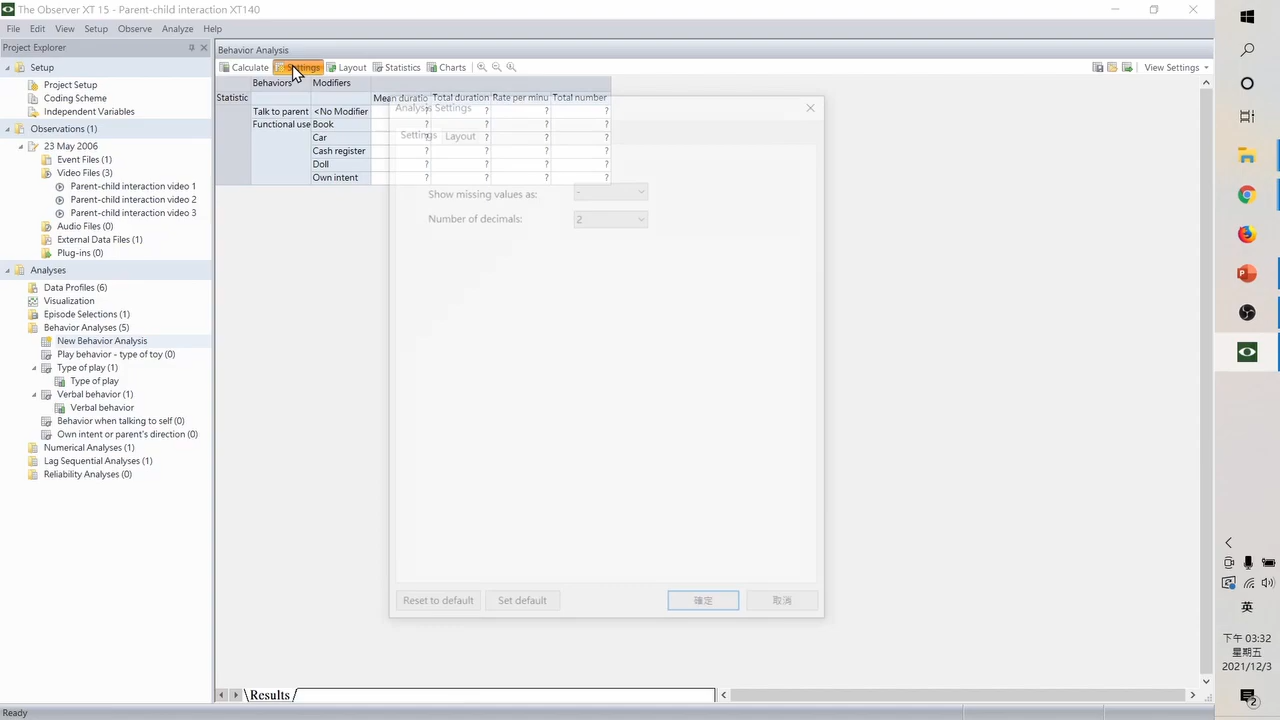 The Observer XT 15 - Parent-child interaction XT140
File Edit View Setup Observe Analyze Help
Project Explorer
Setup
Project Setup
Coding Scheme
Independent Variables
Observations (1)
23 May 2006
Event Files (1)
Video Files (3)
Parent-child interaction video 1
Parent-child interaction video 2
Parent-child interaction video 3
Audio Files (0)
External Data Files (1)
Plug-ins (0)
Analyses
Data Profiles (6)
Visualization
Episode Selections (1)
Behavior Analyses (5)
New Behavior Analysis
Play behavior - type of toy (0)
Type of play (1)
Type of play
Verbal behavior (1)
Verbal behavior
Behavior when talking to self (0)
Own intent or parent's direction (0)
Numerical Analyses (1)
Lag Sequential Analyses (1)
Reliability Analyses (0)
Behavior Analysis
Calculate Settings Layout Statistics Charts View Settings
Behaviors Modifiers
Statistic Mean duratio Total duration Rate per minu Total number
Talk to parent <No Modifier ? ? ? ?
Functional use Book ? ? ? ?
Car ? ? ? ?
Cash register ? ? ? ?
Doll ? ? ? ?
Own intent ? ? ? ?
Analysis Settings
Settings Layout
Show missing values as: -
Number of decimals: 2
Reset to default Set default 確定 取消
Results
Ready
英
下午 03:32
星期五
2021/12/3
2